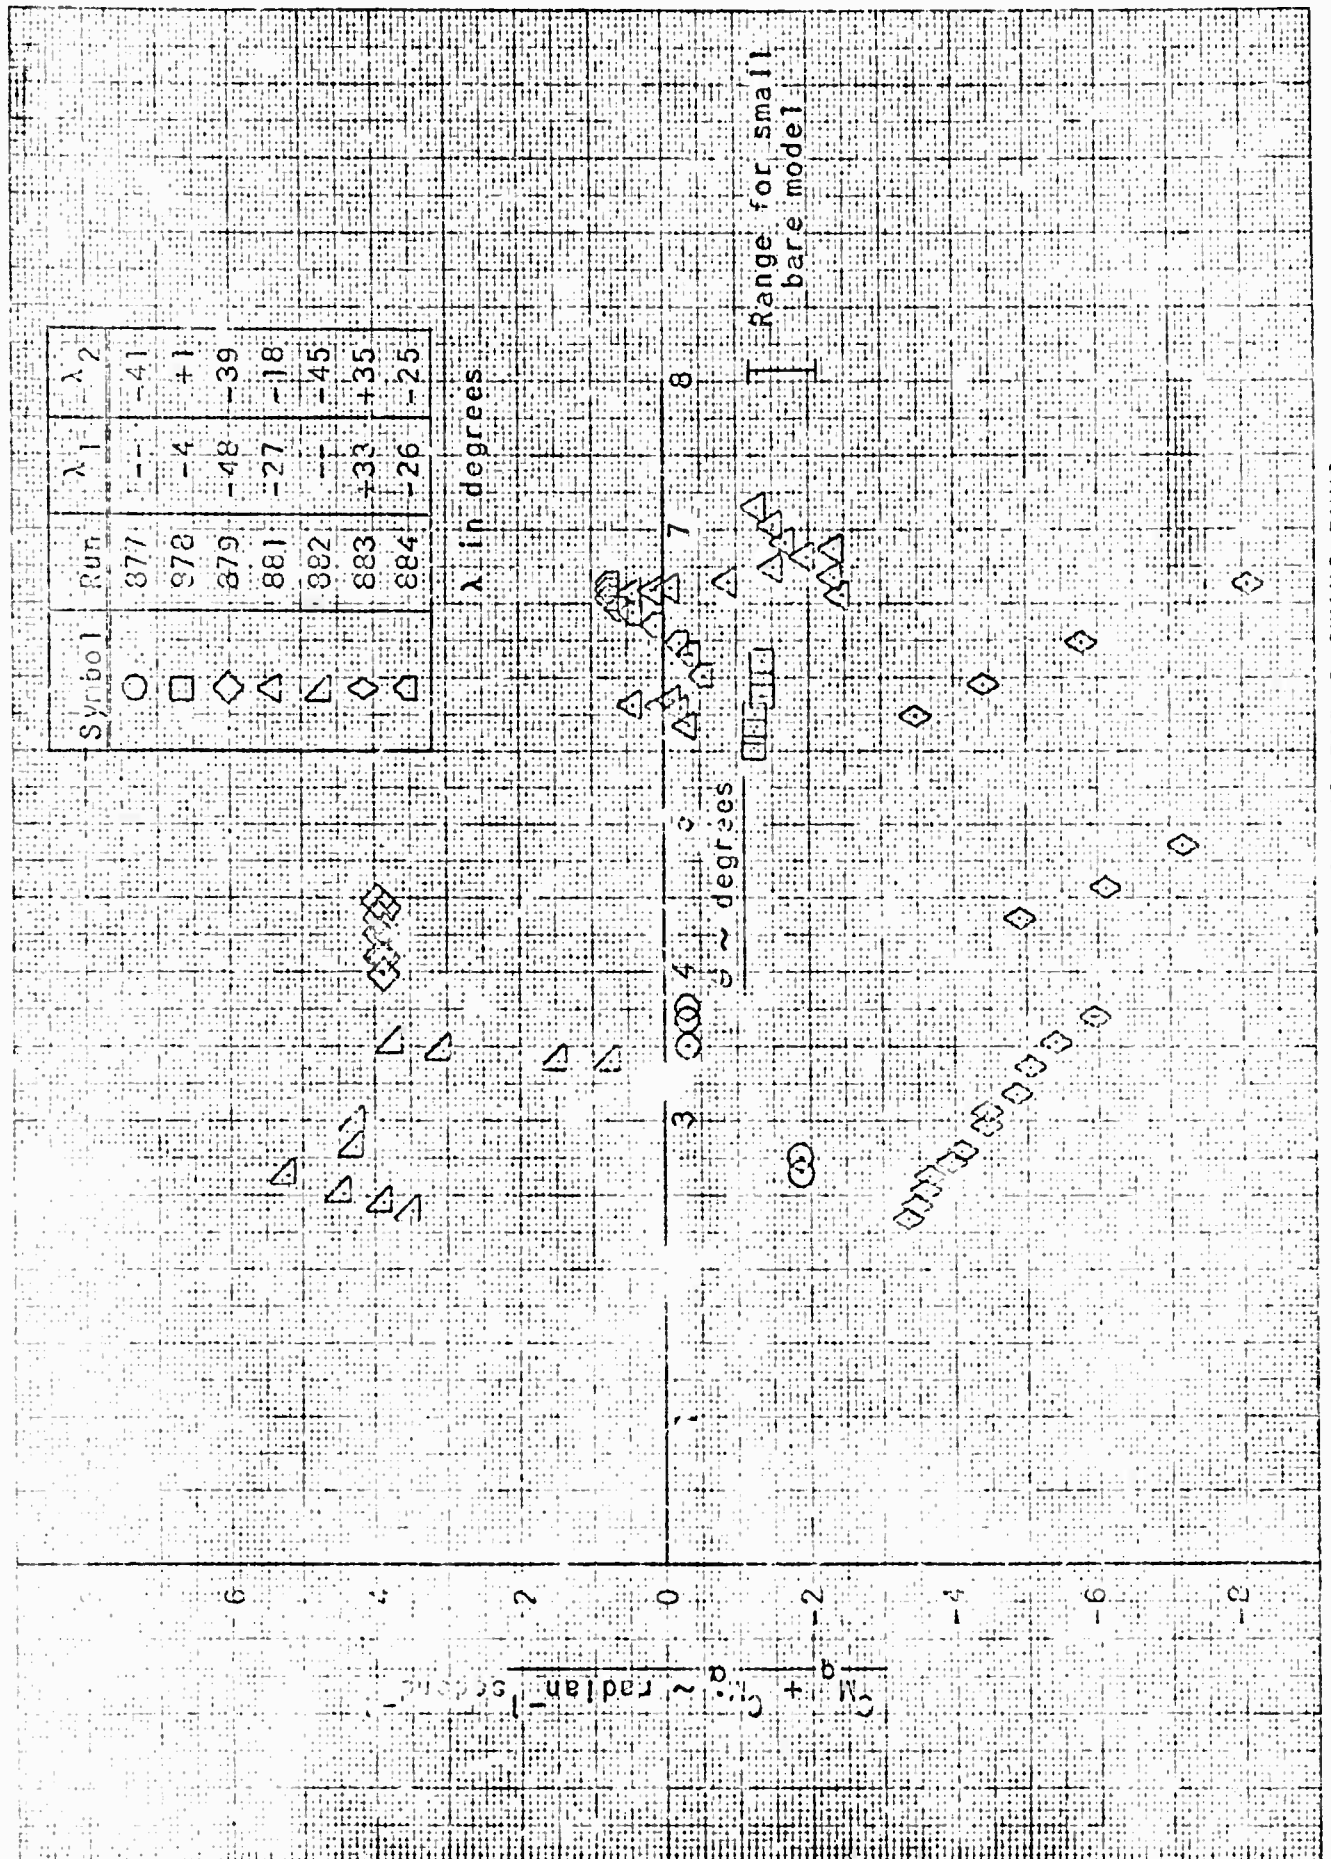 Symbol Run λ1 λ2
877 -- -41
878 -4 +1
879 -48 -39
881 -27 -18
882 -- -45
883 +33 +35
884 -26 -25
λ in degrees
Range for small
bare model
3 4 7 8
~ degrees
6
2
0
-2
-4
-6
~ radian-1